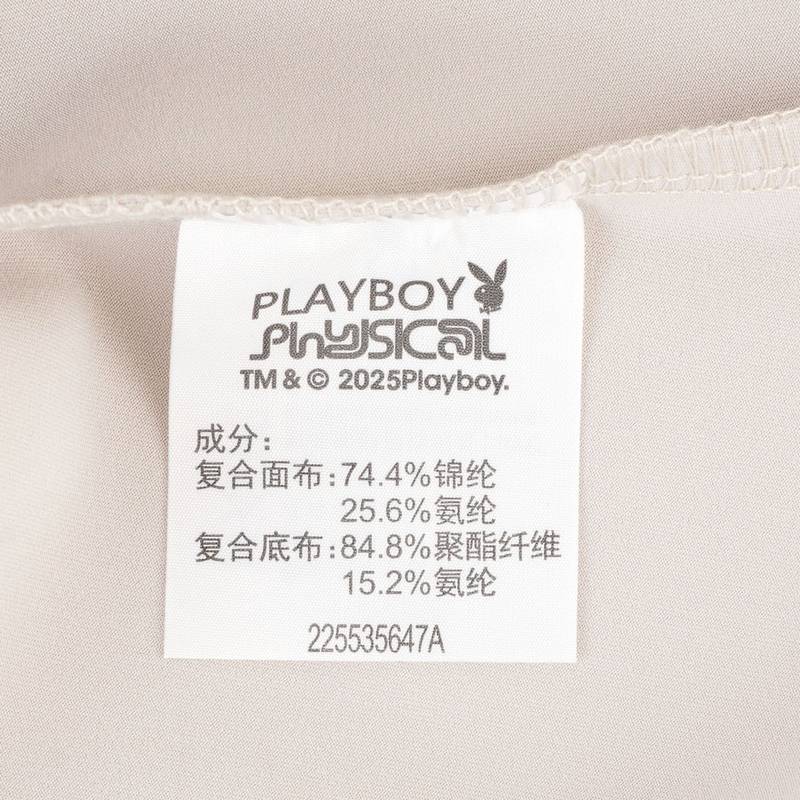 PLAYBOY
PhySICAL
TM & © 2025Playboy.
成分:
复合面布:74.4%锦纶
25.6%氨纶
复合底布:84.8%聚酯纤维
15.2%氨纶
225535647A